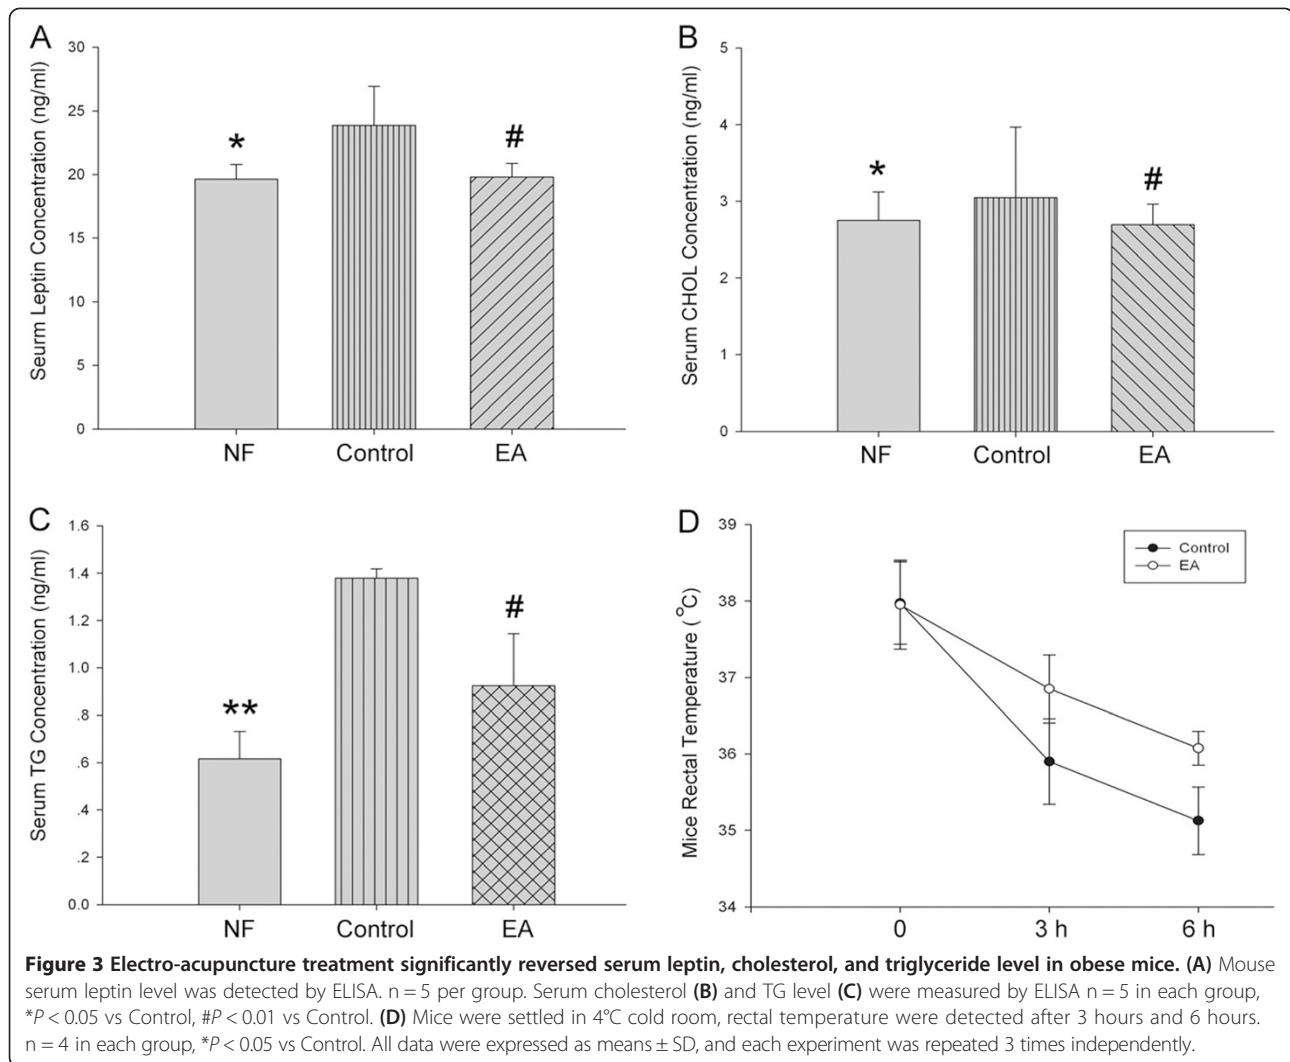 A
30
25
20
15
10
5
0
Seurm Leptin Concentration (ng/ml)
*
#
NF Control EA
B
5
4
3
2
1
0
Serum CHOL Concentration (ng/ml)
*
#
NF Control EA
C
1.6
1.4
1.2
1.0
.8
.6
.4
.2
0.0
Serum TG Concentration (ng/ml)
**
#
NF Control EA
D
39
38
37
36
35
34
Mice Rectal Temperature (°C)
Control
EA
0 3 h 6 h
Figure 3 Electro-acupuncture treatment significantly reversed serum leptin, cholesterol, and triglyceride level in obese mice. (A) Mouse
serum leptin level was detected by ELISA. n = 5 per group. Serum cholesterol (B) and TG level (C) were measured by ELISA n = 5 in each group,
*P < 0.05 vs Control, #P < 0.01 vs Control. (D) Mice were settled in 4°C cold room, rectal temperature were detected after 3 hours and 6 hours.
n = 4 in each group, *P < 0.05 vs Control. All data were expressed as means ± SD, and each experiment was repeated 3 times independently.